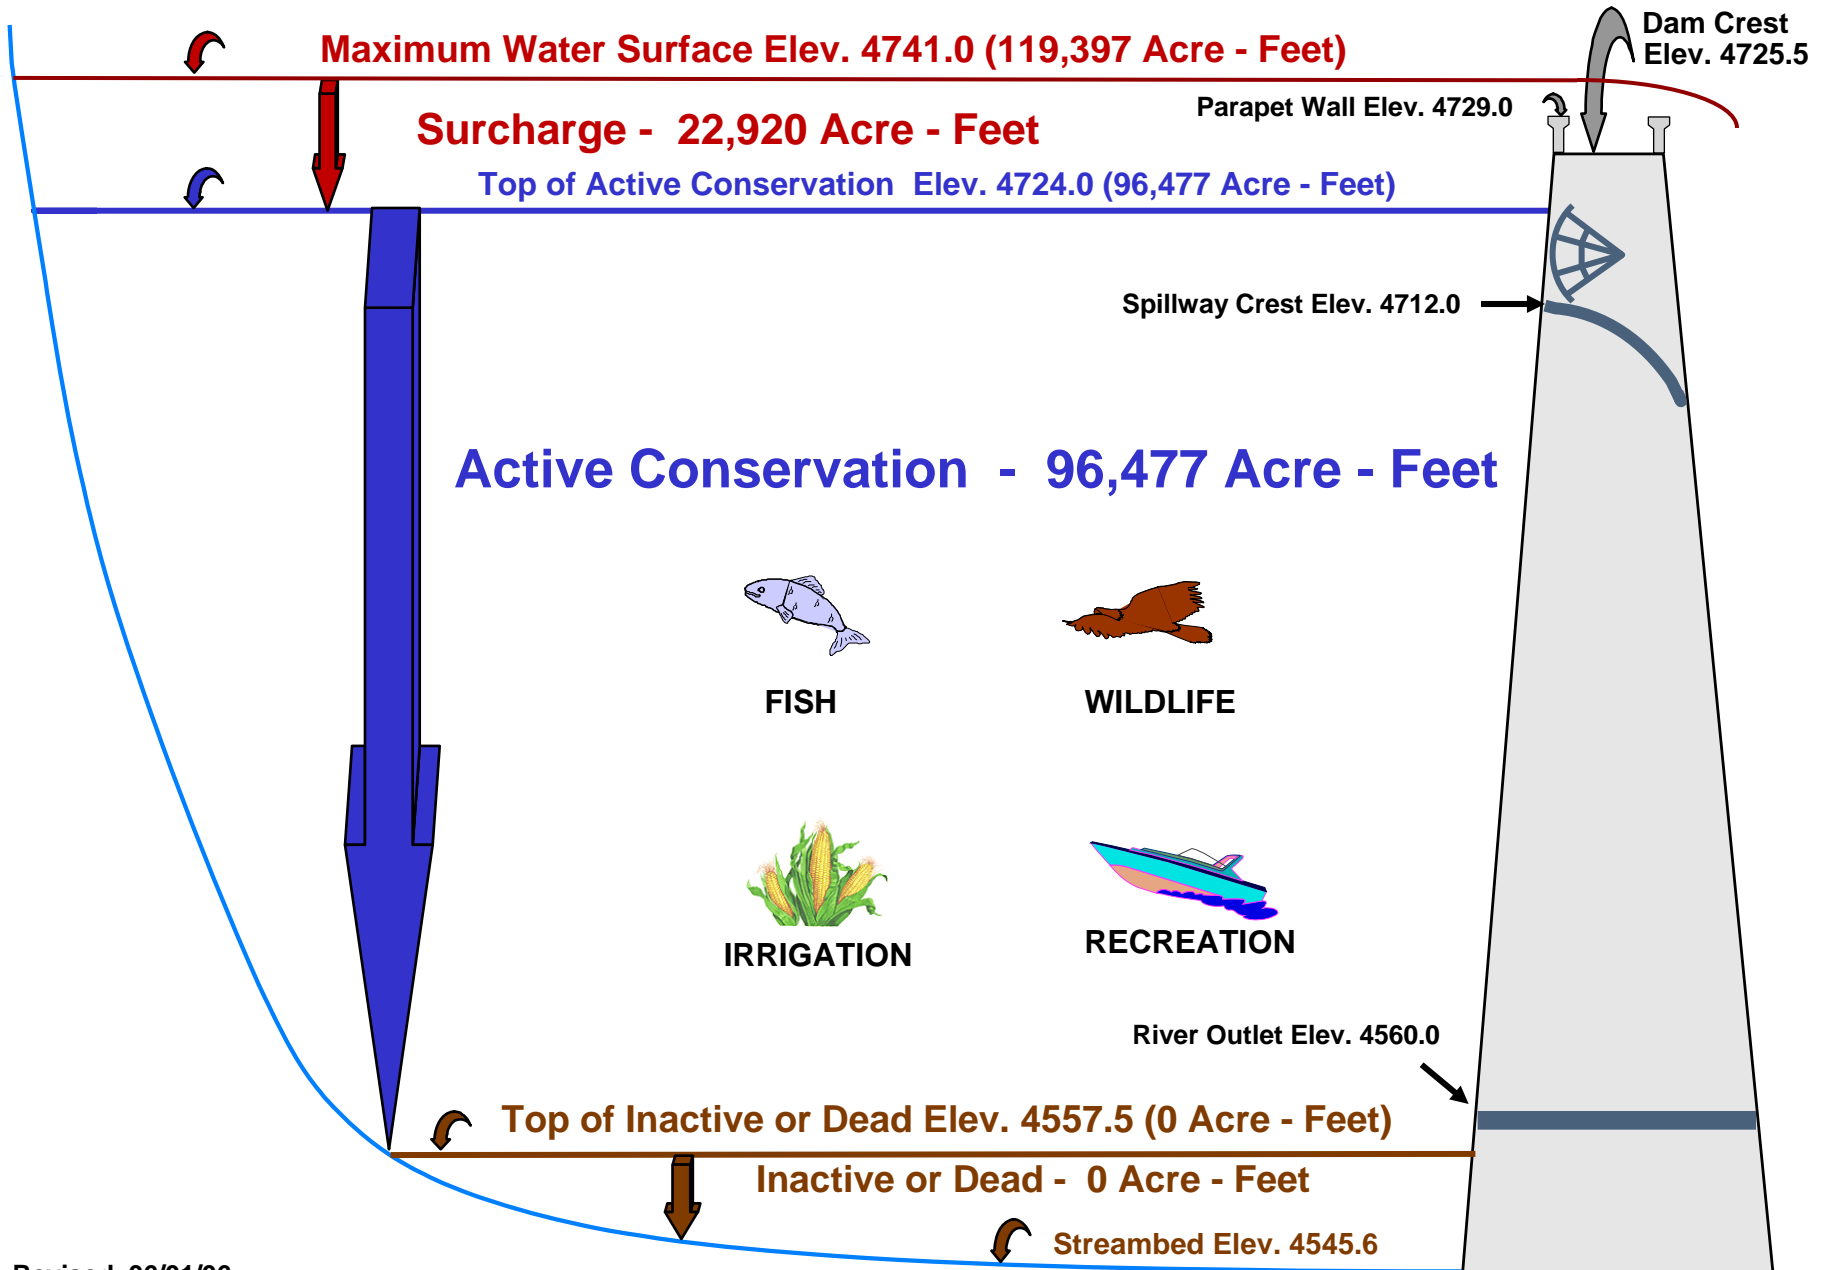 Maximum Water Surface Elev. 4741.0 (119,397 Acre - Feet)
Dam Crest
Elev. 4725.5
Parapet Wall Elev. 4729.0
Surcharge - 22,920 Acre - Feet
Top of Active Conservation Elev. 4724.0 (96,477 Acre - Feet)
Spillway Crest Elev. 4712.0
Active Conservation - 96,477 Acre - Feet
FISH
WILDLIFE
IRRIGATION
RECREATION
River Outlet Elev. 4560.0
Top of Inactive or Dead Elev. 4557.5 (0 Acre - Feet)
Inactive or Dead - 0 Acre - Feet
Streambed Elev. 4545.6